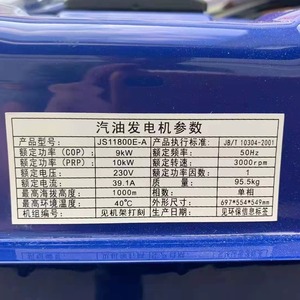 汽油发电机参数
产品型号: JS11800E-A 产品执行标准: JB/T 10304-2001
额定功率（COP）: 9kW 额定频率: 50Hz
额定功率（PRP）: 10kW 额定转速: 3000rpm
额定电压: 230V 额定功率因数: 1
额定电流: 39.1A 质量: 95.5kg
最高海拔高度: 1000m 相数: 单相
最高环境温度: 40℃ 外形尺寸: 697*554*549mm
机组编号: 见机架打刻 生产日期: 见环保信息标签